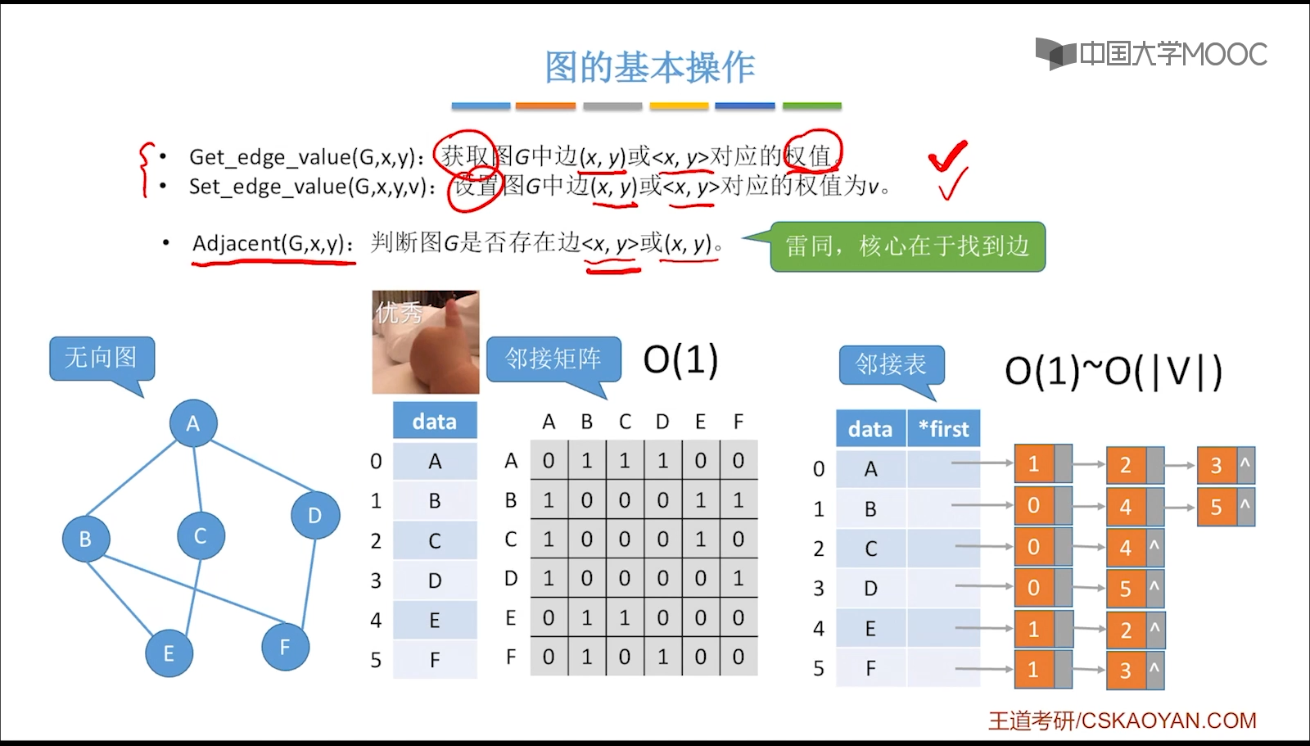 中国大学MOOC
图的基本操作
• Get_edge_value(G,x,y)：获取图G中边(x, y)或<x, y>对应的权值。
• Set_edge_value(G,x,y,v)：设置图G中边(x, y)或<x, y>对应的权值为v。
• Adjacent(G,x,y)：判断图G是否存在边<x, y>或(x, y)。
雷同，核心在于找到边
优秀
无向图
A
B
C
D
E
F
邻接矩阵
O(1)
data
0 A
1 B
2 C
3 D
4 E
5 F
A B C D E F
A 0 1 1 1 0 0
B 1 0 0 0 1 1
C 1 0 0 0 1 0
D 1 0 0 0 0 1
E 0 1 1 0 0 0
F 0 1 0 1 0 0
邻接表
O(1)~O(|V|)
data *first
0 A 1 2 3 ^
1 B 0 4 5 ^
2 C 0 4 ^
3 D 0 5 ^
4 E 1 2 ^
5 F 1 3 ^
王道考研/CSKAOYAN.COM